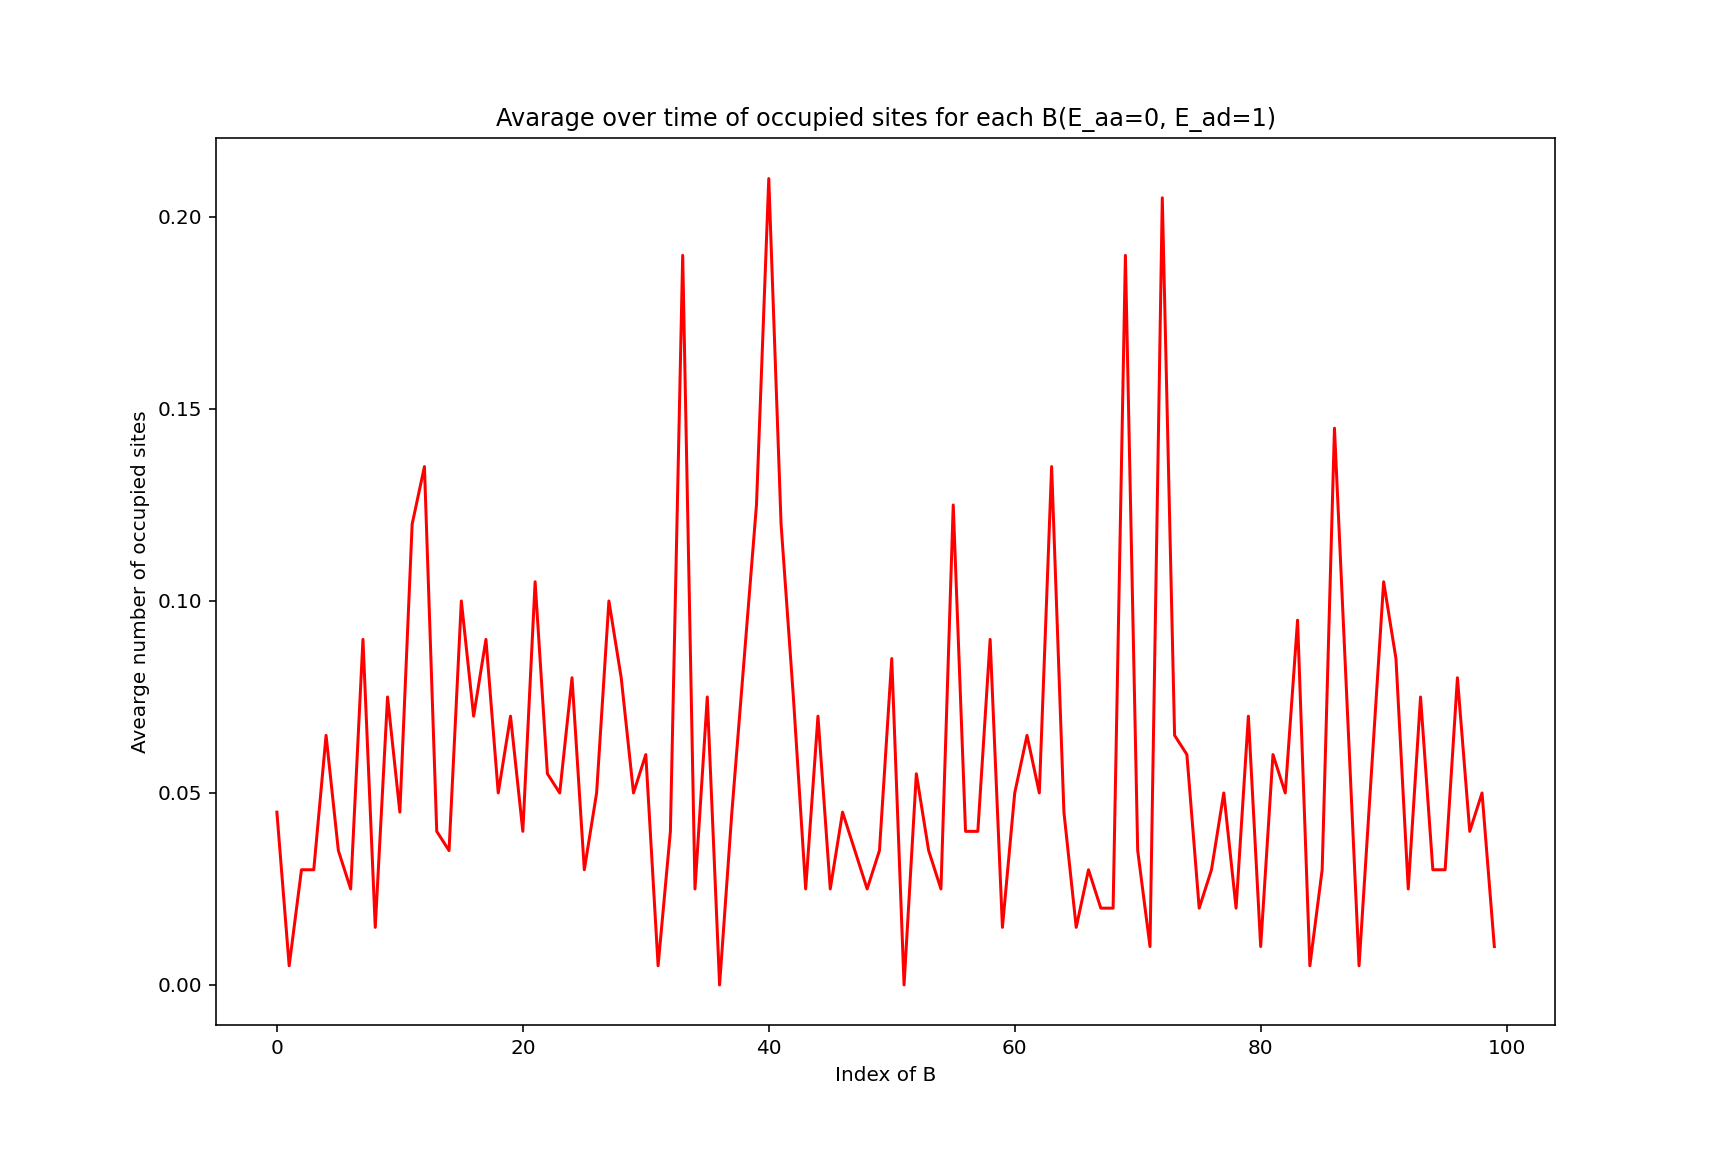 Avarage over time of occupied sites for each B(E_aa=0, E_ad=1)
Avearge number of occupied sites
0.20
0.15
0.10
0.05
0.00
0 20 40 60 80 100
Index of B